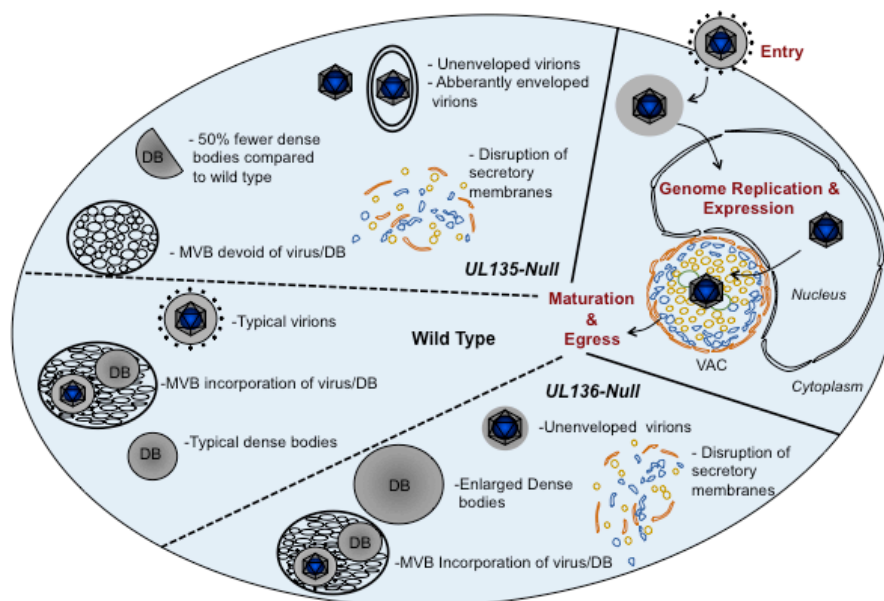 Entry
- Unenveloped virions
- Abberantly enveloped
virions
DB
- 50% fewer dense
bodies compared
to wild type
- Disruption of
secretory
membranes
- MVB devoid of virus/DB
UL135-Null
Genome Replication &
Expression
Nucleus
VAC
Cytoplasm
Maturation
&
Egress
Wild Type
-Typical virions
DB
-MVB incorporation of virus/DB
DB
-Typical dense bodies
UL136-Null
-Unenveloped virions
- Disruption of
secretory
membranes
DB
-Enlarged Dense
bodies
DB
-MVB Incorporation of virus/DB